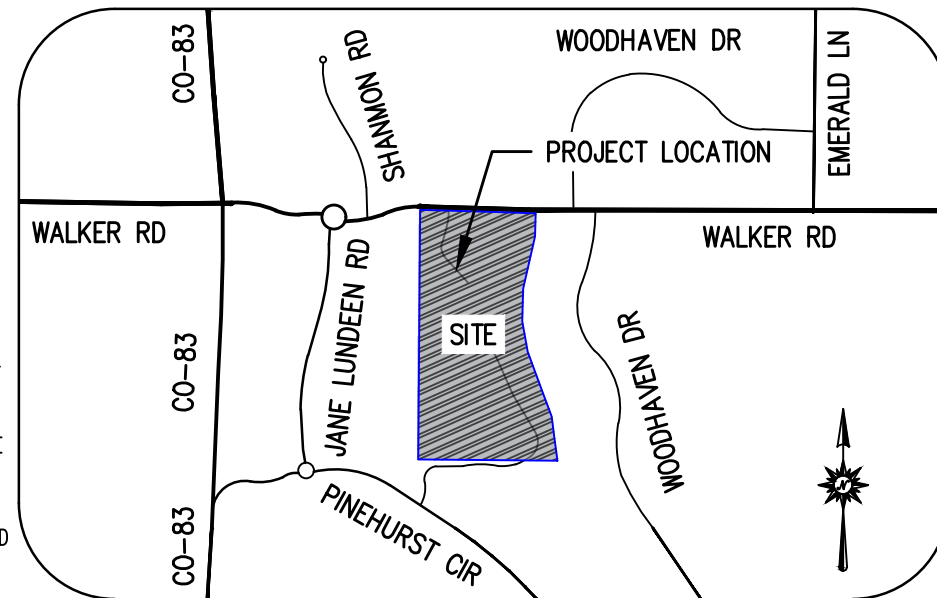 CO-83
SHANMON RD
WOODHAVEN DR
EMERALD LN
PROJECT LOCATION
WALKER RD
WALKER RD
JANE LUNDEEN RD
SITE
CO-83
WOODHAVEN DR
N
PINEHURST CIR
CO-83
D